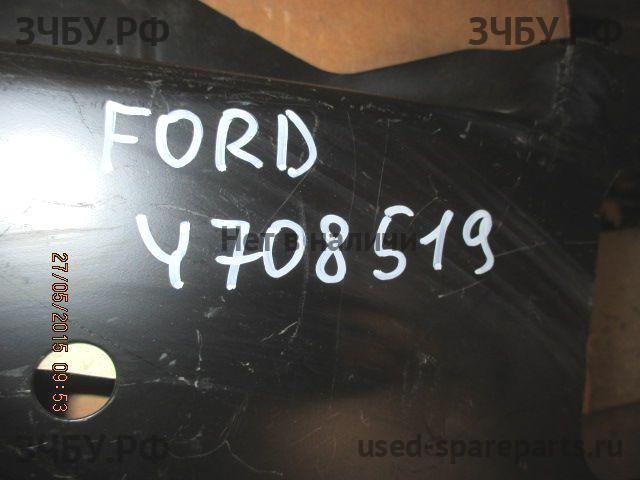 ЗЧБУ.РФ
ЗЧБУ.РФ
FORD
Y708519
Нет в наличии
27/05/2015 09:53
ЗЧБУ.РФ
used-spareparts.ru